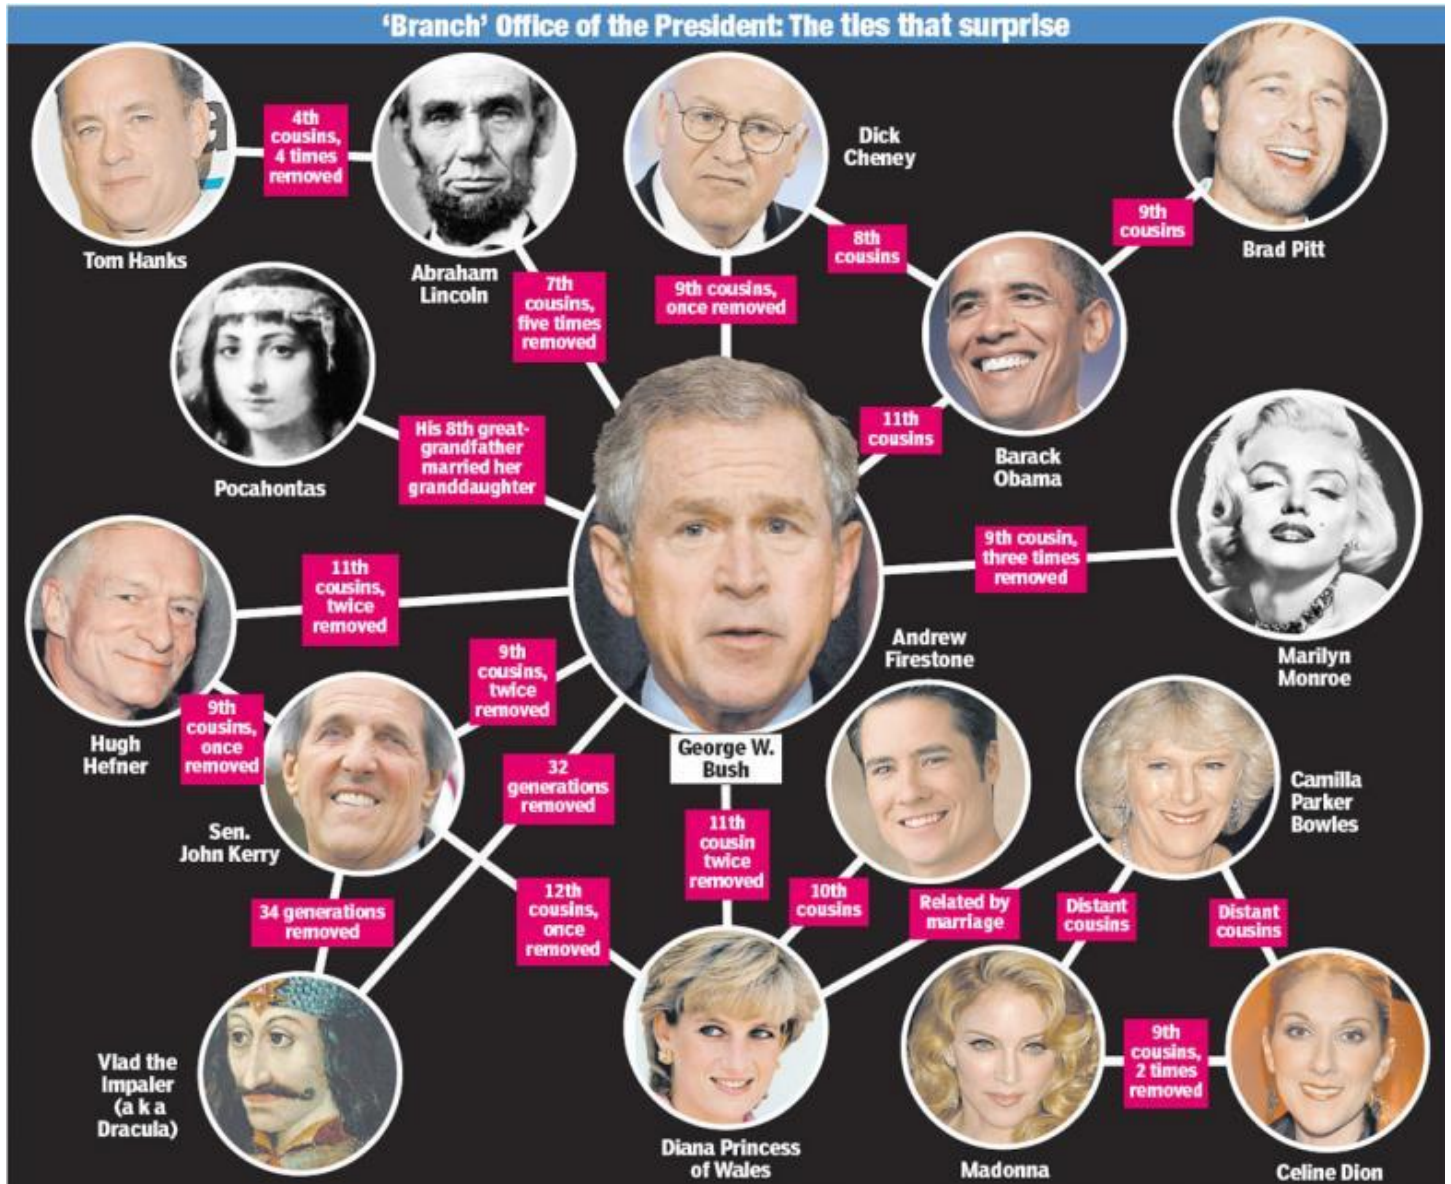 'Branch' Office of the President: The ties that surprise
4th
cousins,
4 times
removed
Tom Hanks
Abraham
Lincoln
7th
cousins,
five times
removed
9th cousins,
once removed
Dick
Cheney
8th
cousins
9th
cousins
Brad Pitt
Pocahontas
His 8th great-
grandfather
married her
granddaughter
11th
cousins
Barack
Obama
9th cousin,
three times
removed
Marilyn
Monroe
11th
cousins,
twice
removed
Hugh
Hefner
9th
cousins,
once
removed
9th
cousins,
twice
removed
Sen.
John Kerry
32
generations
removed
George W.
Bush
Andrew
Firestone
Camilla
Parker
Bowles
34 generations
removed
12th
cousins,
once
removed
11th
cousin
twice
removed
10th
cousins
Related by
marriage
Distant
cousins
Distant
cousins
Vlad the
Impaler
(a k a
Dracula)
Diana Princess
of Wales
Madonna
9th
cousins,
2 times
removed
Celine Dion